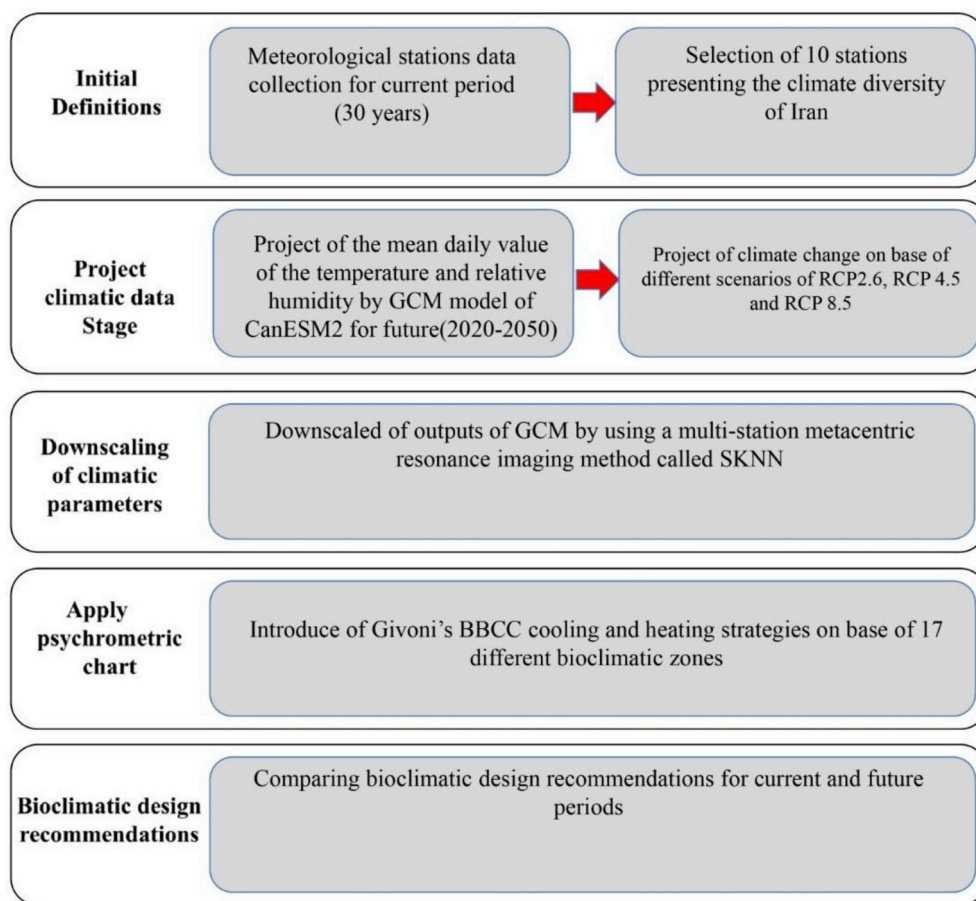 Initial
Definitions
Meteorological stations data
collection for current period
(30 years)
Selection of 10 stations
presenting the climate diversity
of Iran
Project
climatic data
Stage
Project of the mean daily value
of the temperature and relative
humidity by GCM model of
CanESM2 for future(2020-2050)
Project of climate change on base of
different scenarios of RCP2.6, RCP 4.5
and RCP 8.5
Downscaling
of climatic
parameters
Downscaled of outputs of GCM by using a multi-station metacentric
resonance imaging method called SKNN
Apply
psychrometric
chart
Introduce of Givoni’s BBCC cooling and heating strategies on base of 17
different bioclimatic zones
Bioclimatic design
recommendations
Comparing bioclimatic design recommendations for current and future
periods